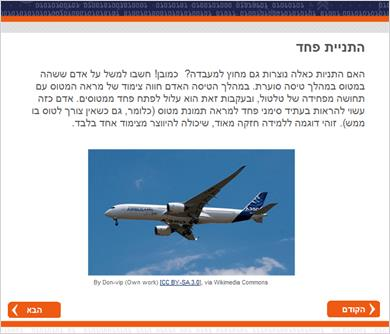 התניית פחד
האם התניות כאלה נוצרות גם מחוץ למעבדה? כמובן! חשבו למשל על אדם ששהה
במטוס במהלך טיסה סוערת. במהלך הטיסה האדם חווה צימוד של מראה המטוס עם
תחושה מפחידה של טלטול, ובעקבות זאת הוא עלול לפתח פחד ממטוסים. אדם כזה
עשוי להראות בעתיד סימני פחד למראה תמונת מטוס (כלומר, גם כשאין צורך לטוס בו
ממש). זוהי דוגמה ללמידה חזקה מאוד, שיכולה להיווצר מצימוד אחד בלבד.
AIRBUS
By Don-vip (Own work) [CC BY-SA 3.0], via Wikimedia Commons
הקודם
הבא